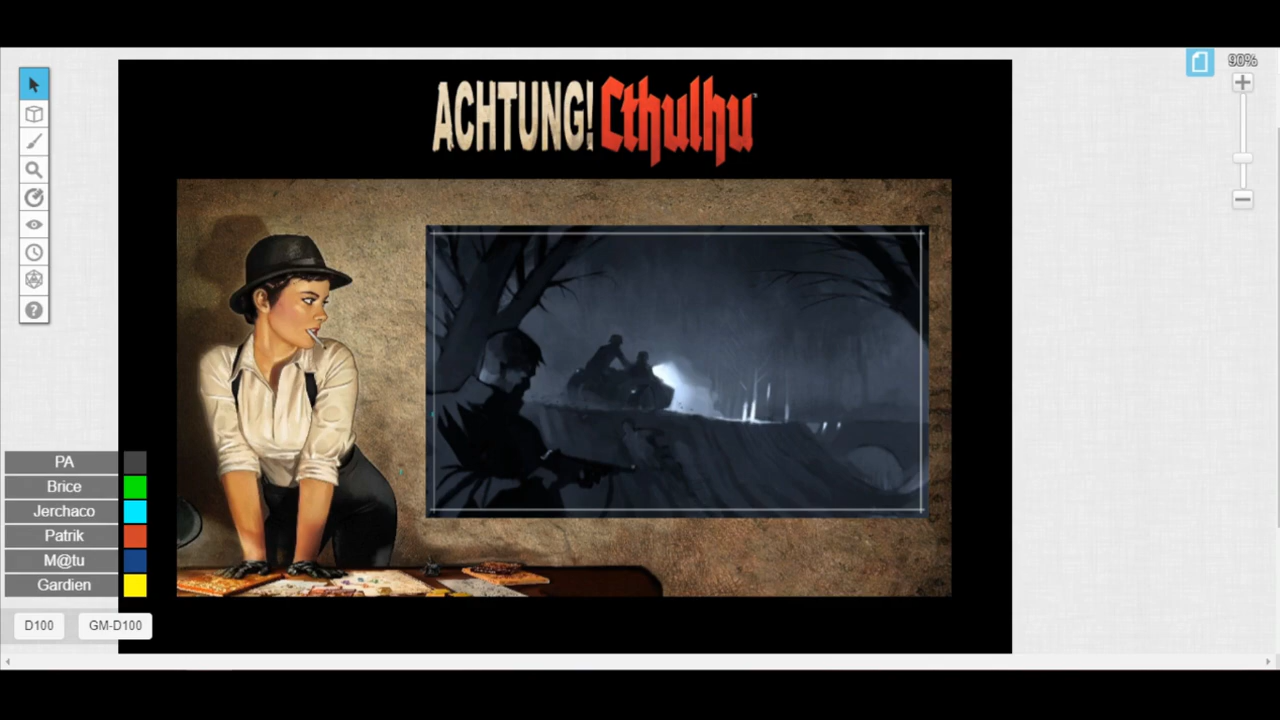 ACHTUNG! Cthulhu
90%
PA
Brice
Jerchaco
Patrik
M@tu
Gardien
D100
GM-D100